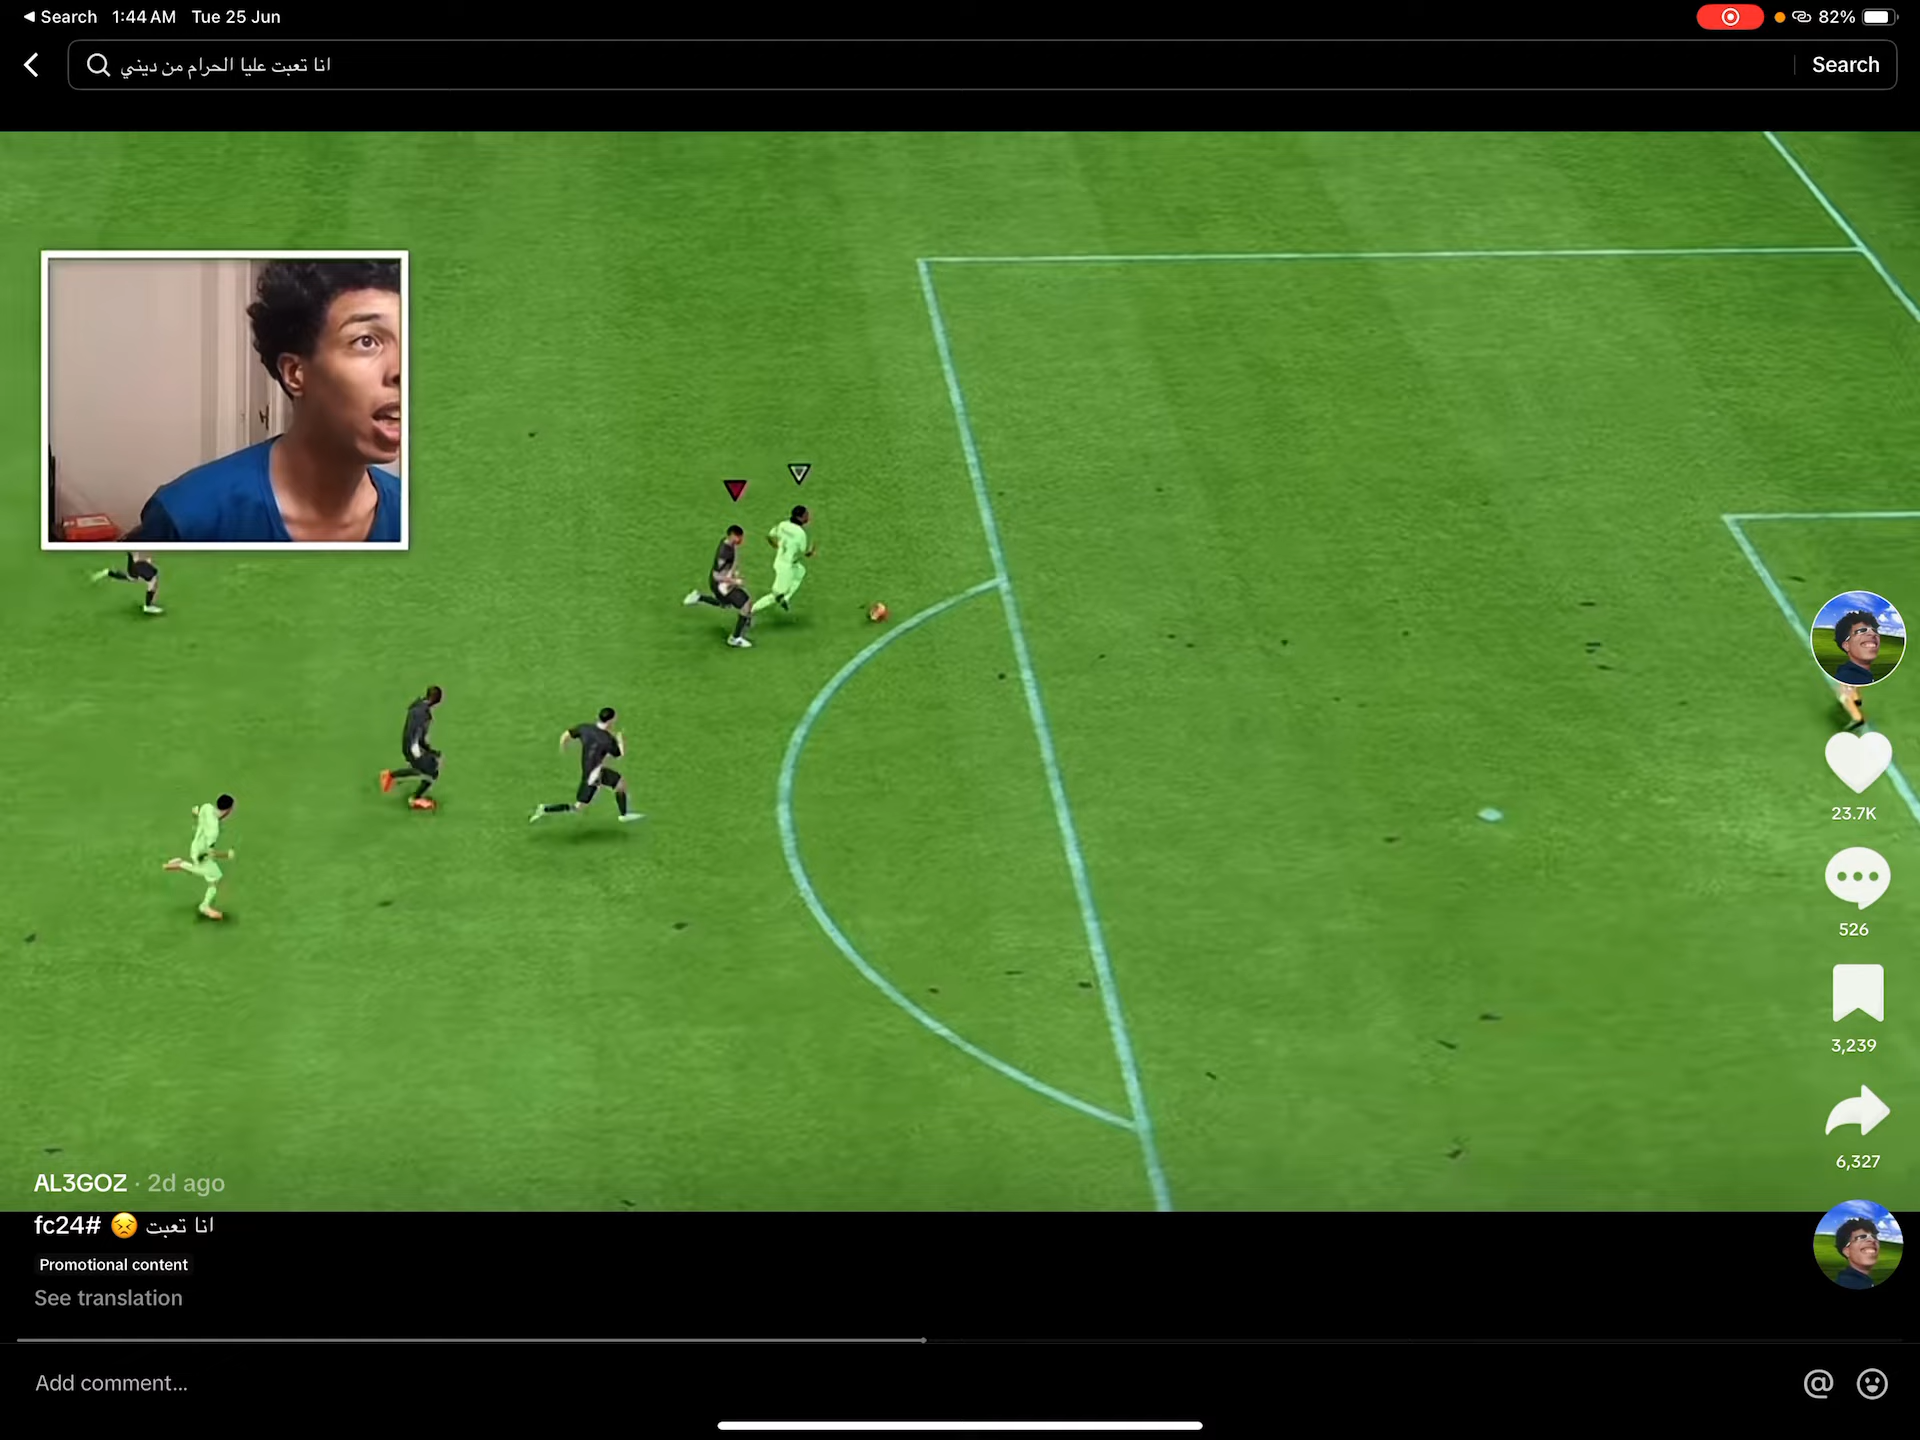 Search 1:44 AM Tue 25 Jun 82%
انا تعبت عليا الحرام من ديني Search
23.7K
526
3,239
6,327
AL3GOZ · 2d ago
انا تعبت 😣 #fc24
Promotional content
See translation
Add comment...